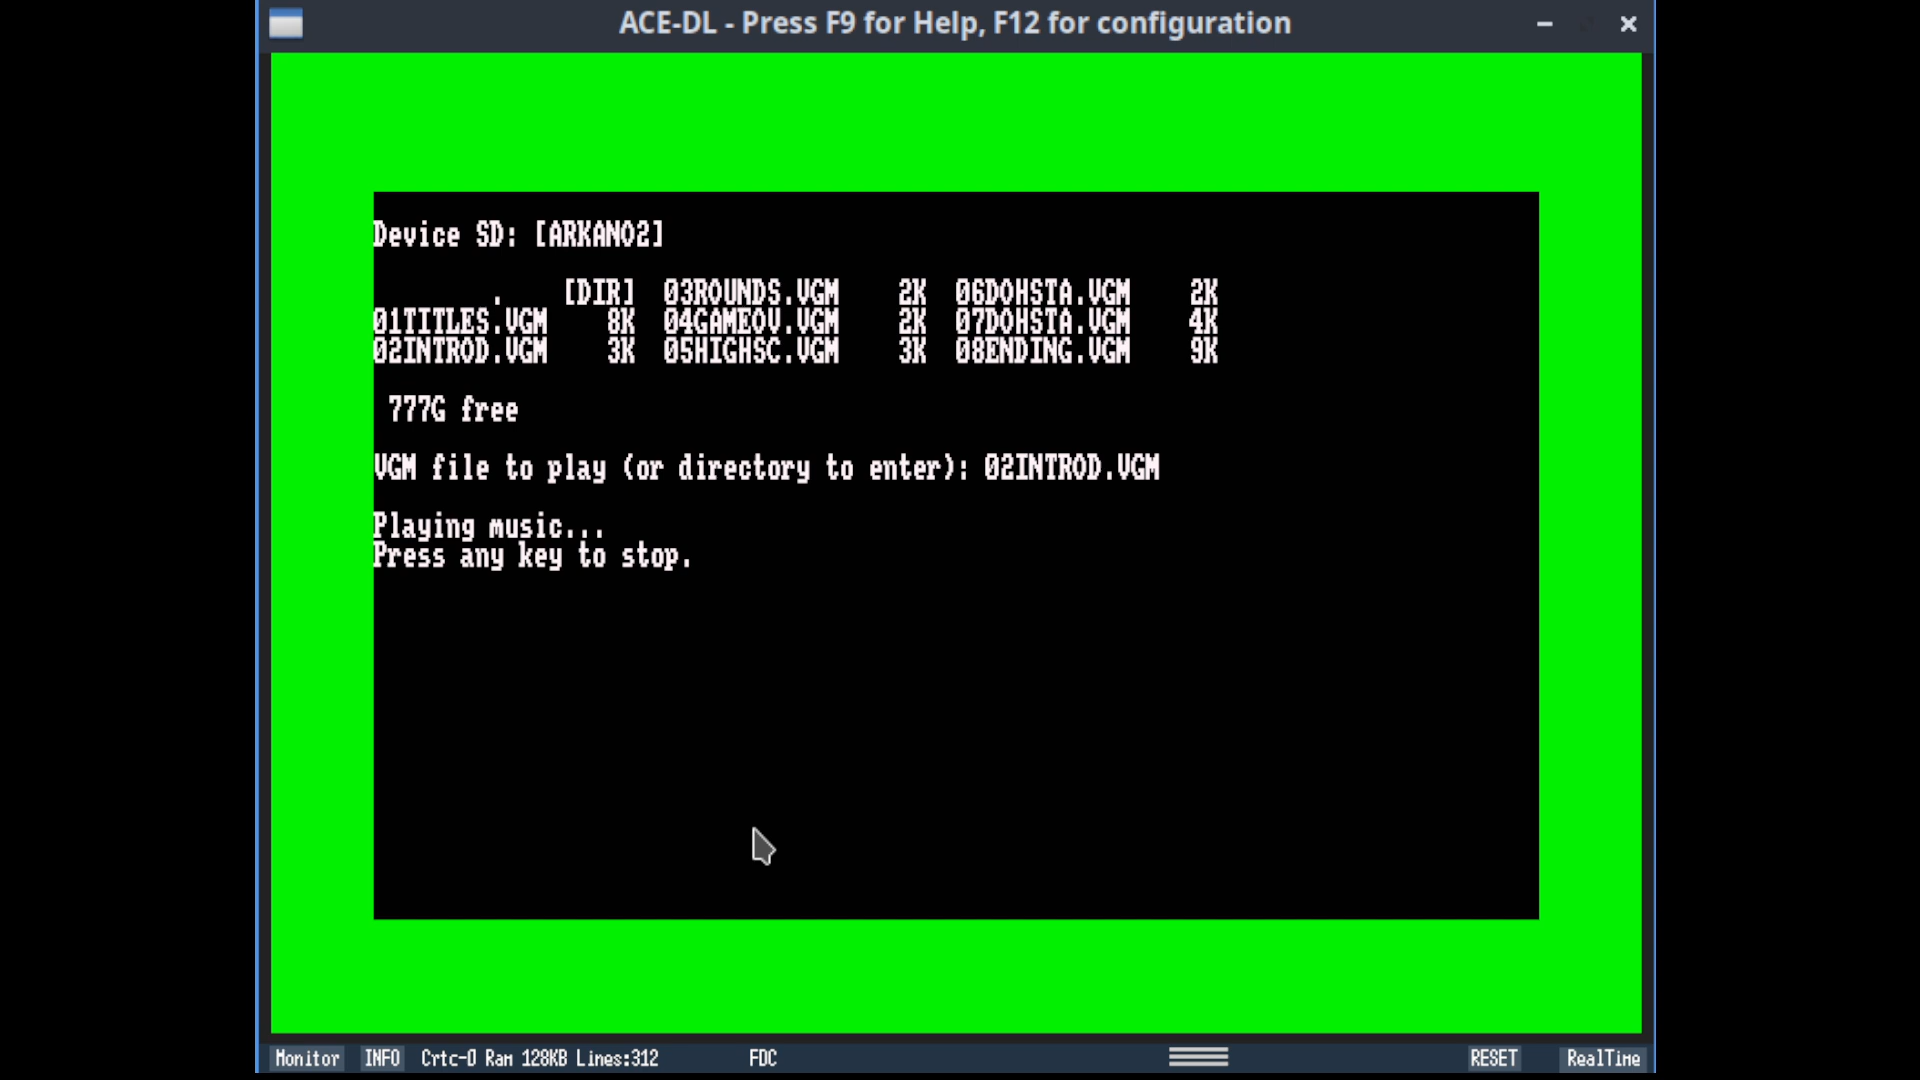 ACE-DL - Press F9 for Help, F12 for configuration
Device SD: [ARKANO2]
. [DIR] 03ROUNDS.VGM 2K 06DOHSTA.VGM 2K
01TITLES.VGM 8K 04GAMEOV.VGM 2K 07DOHSTA.VGM 4K
02INTROD.VGM 3K 05HIGHSC.VGM 3K 08ENDING.VGM 9K
777G free
VGM file to play (or directory to enter): 02INTROD.VGM
Playing music...
Press any key to stop.
Monitor INFO Crtc-0 Ram 128KB Lines:312 FDC RESET RealTime